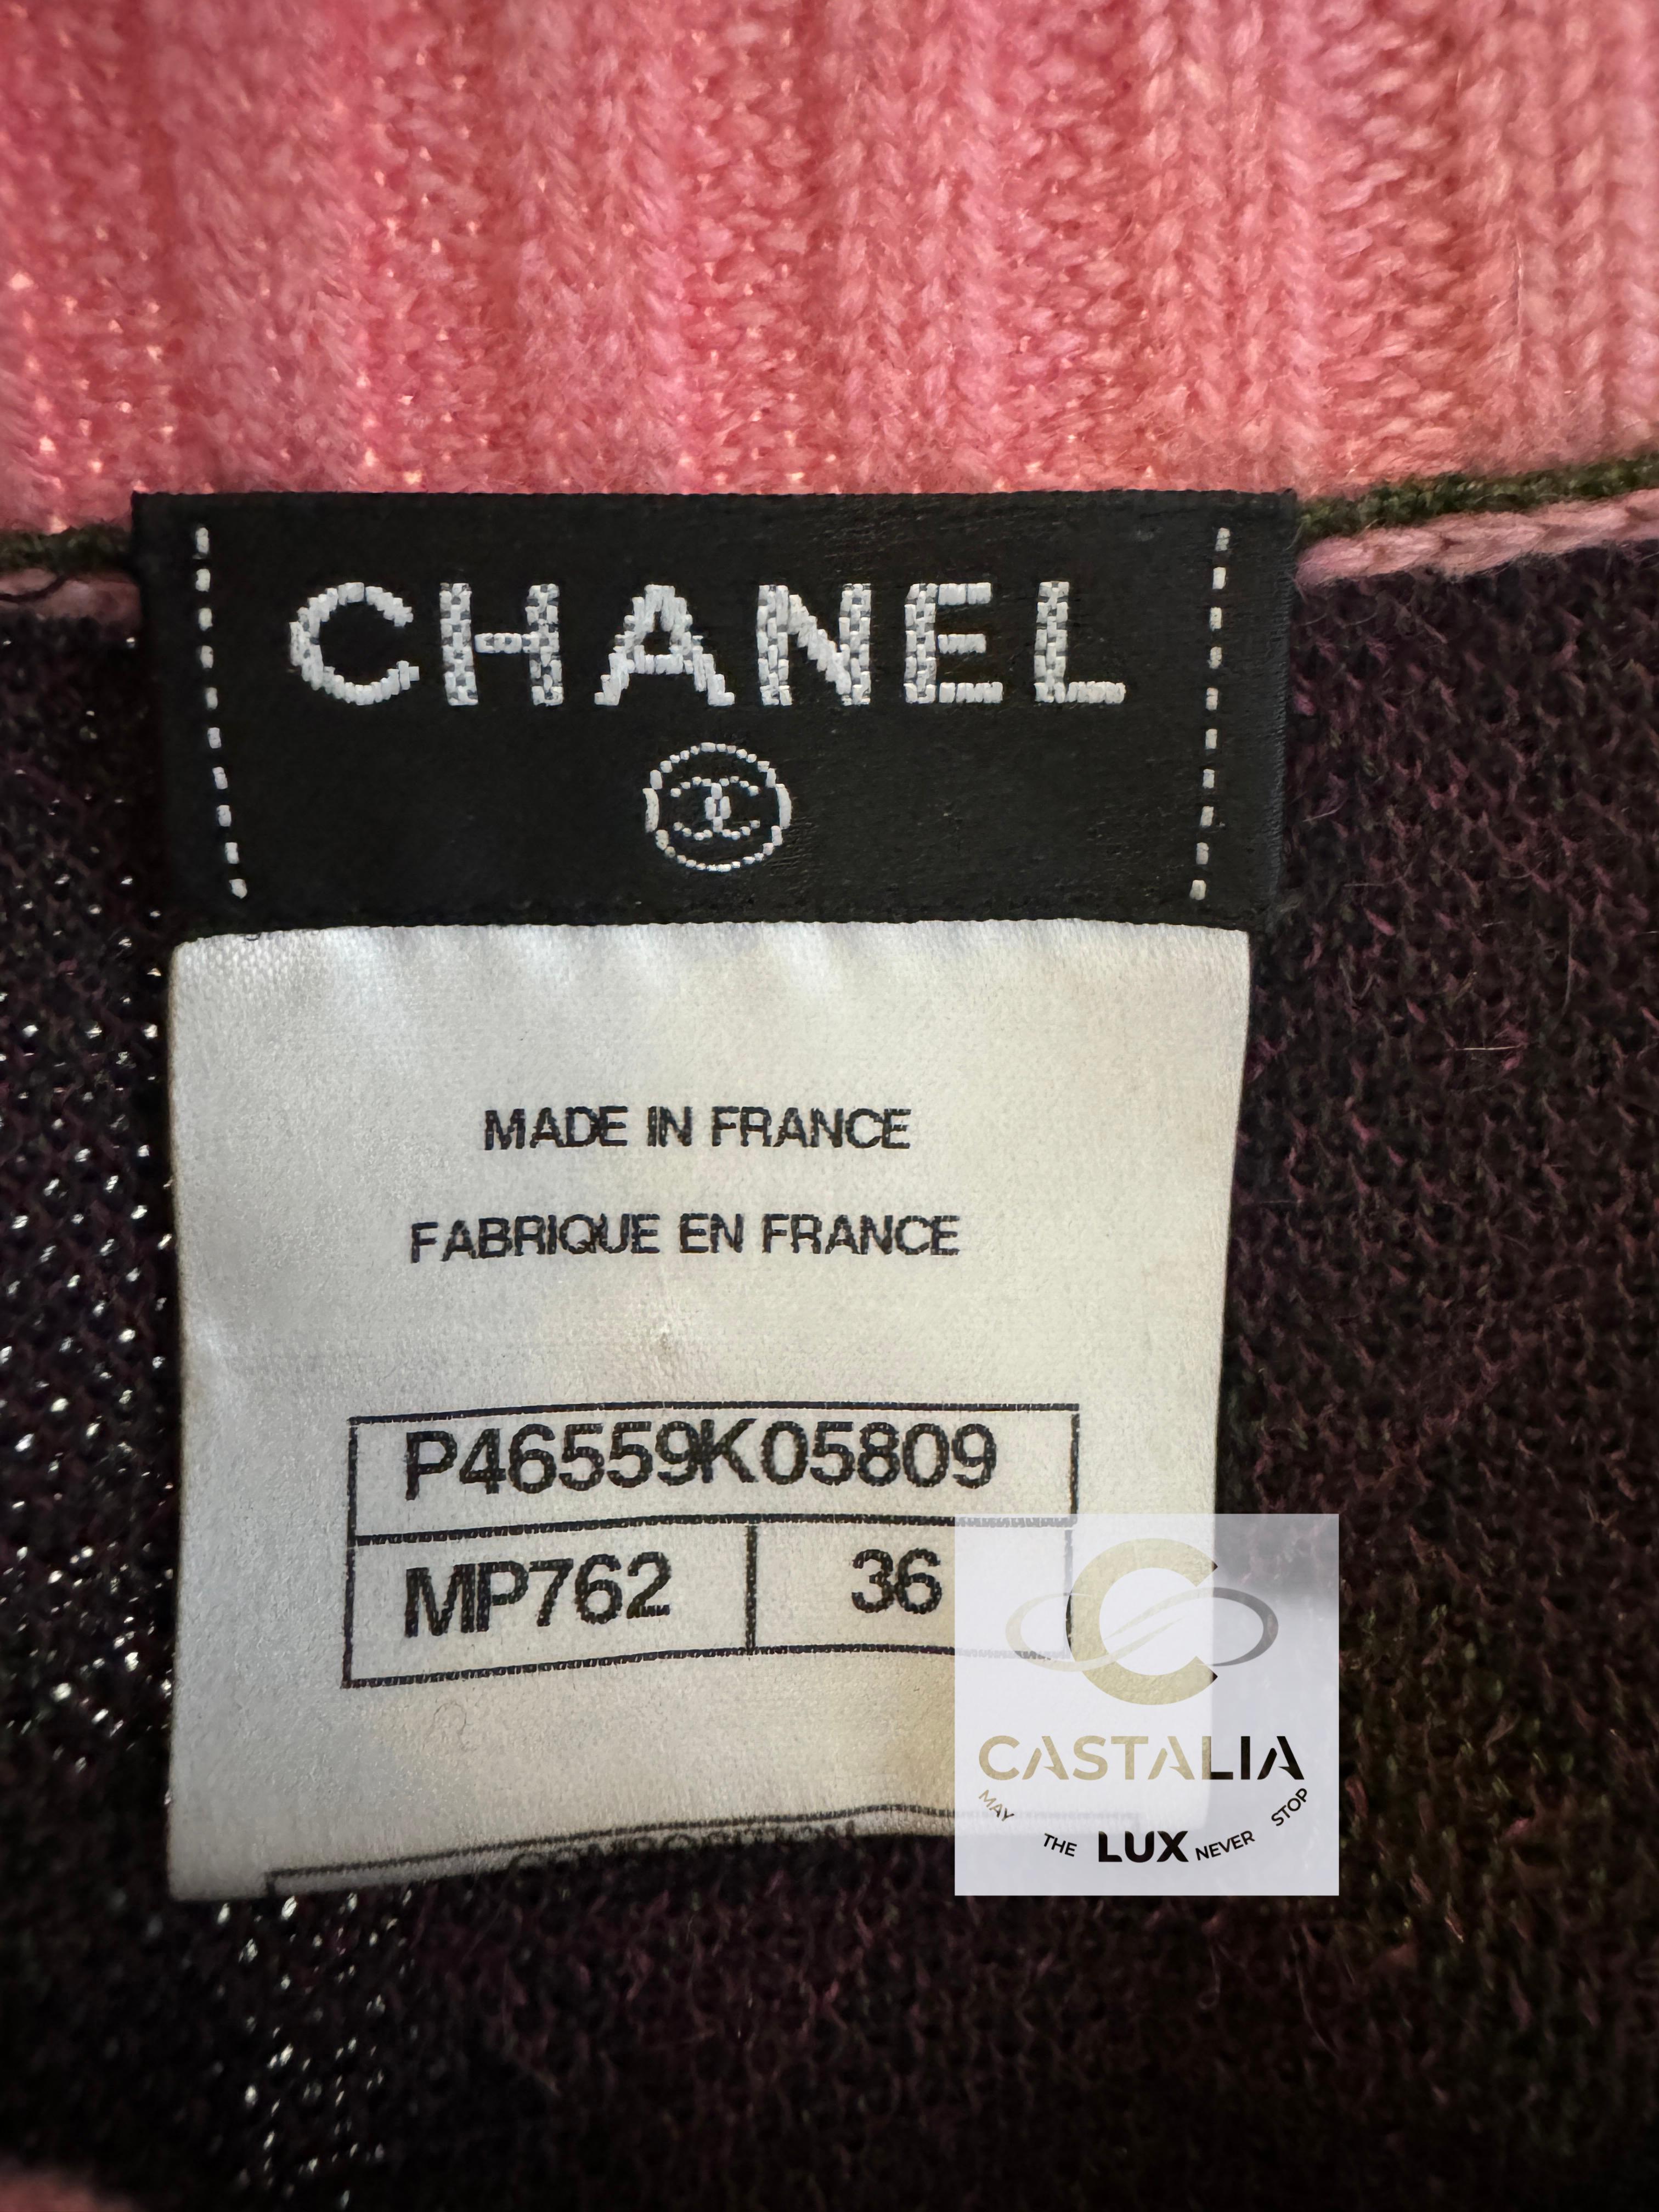 CHANEL
MADE IN FRANCE
FABRIQUE EN FRANCE
P46559K05809
MP762 36
CASTALIA
MAY THE LUX NEVER STOP